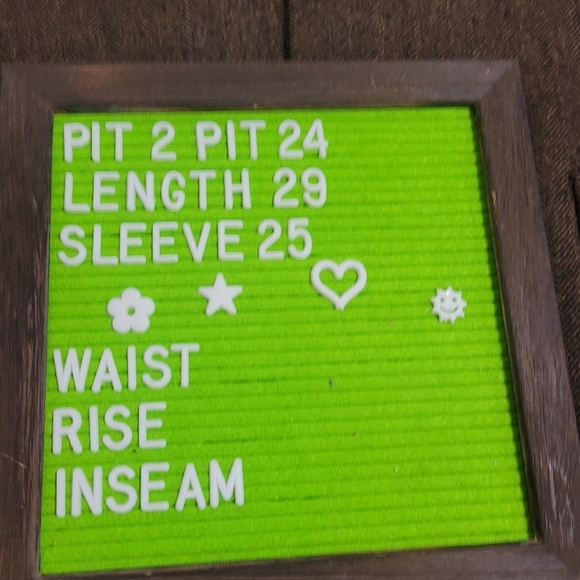 PIT 2 PIT 24
LENGTH 29
SLEEVE 25
WAIST
RISE
INSEAM